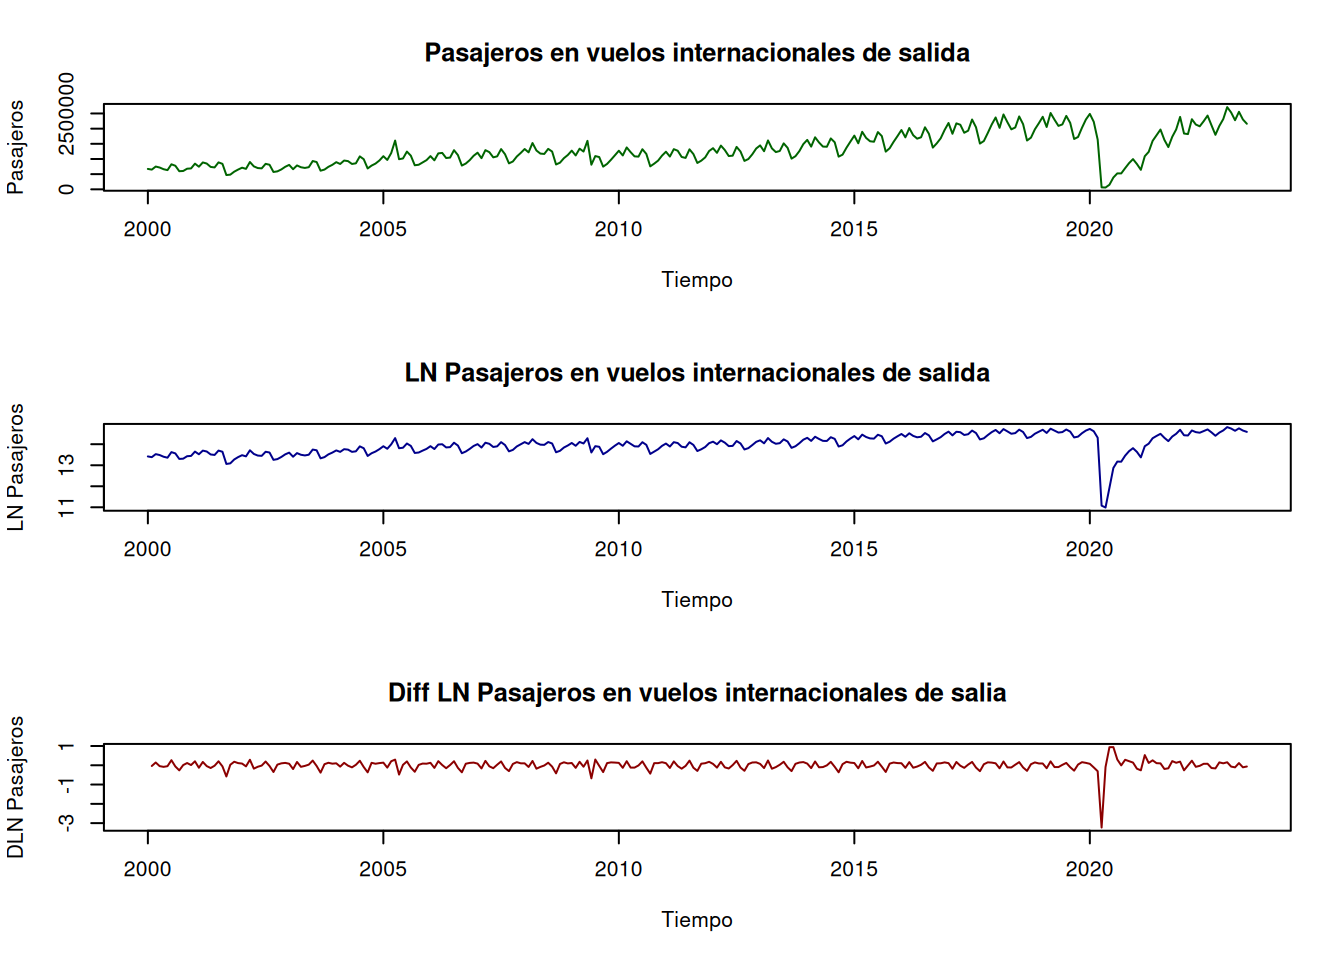 Pasajeros en vuelos internacionales de salida
Pasajeros
0 2500000
2000 2005 2010 2015 2020
Tiempo
LN Pasajeros en vuelos internacionales de salida
LN Pasajeros
11 13
2000 2005 2010 2015 2020
Tiempo
Diff LN Pasajeros en vuelos internacionales de salia
DLN Pasajeros
-3 -1 1
2000 2005 2010 2015 2020
Tiempo